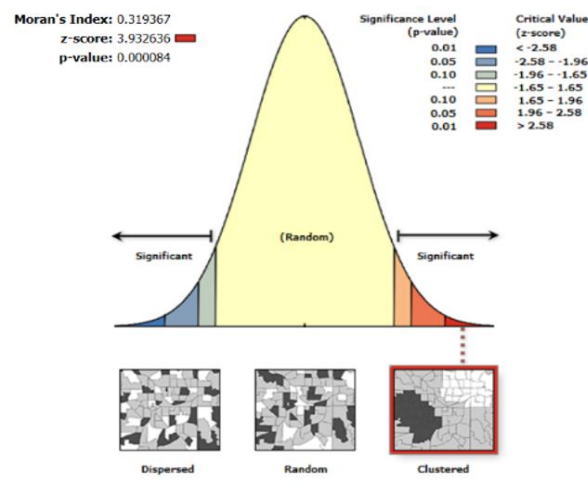 Moran's Index: 0.319367
z-score: 3.932636
p-value: 0.000084
Significance Level
(p-value)
Critical Value
(z-score)
0.01 < -2.58
0.05 -2.58 - -1.96
0.10 -1.96 - -1.65
--- -1.65 - 1.65
0.10 1.65 - 1.96
0.05 1.96 - 2.58
0.01 > 2.58
Significant
(Random)
Significant
Dispersed
Random
Clustered